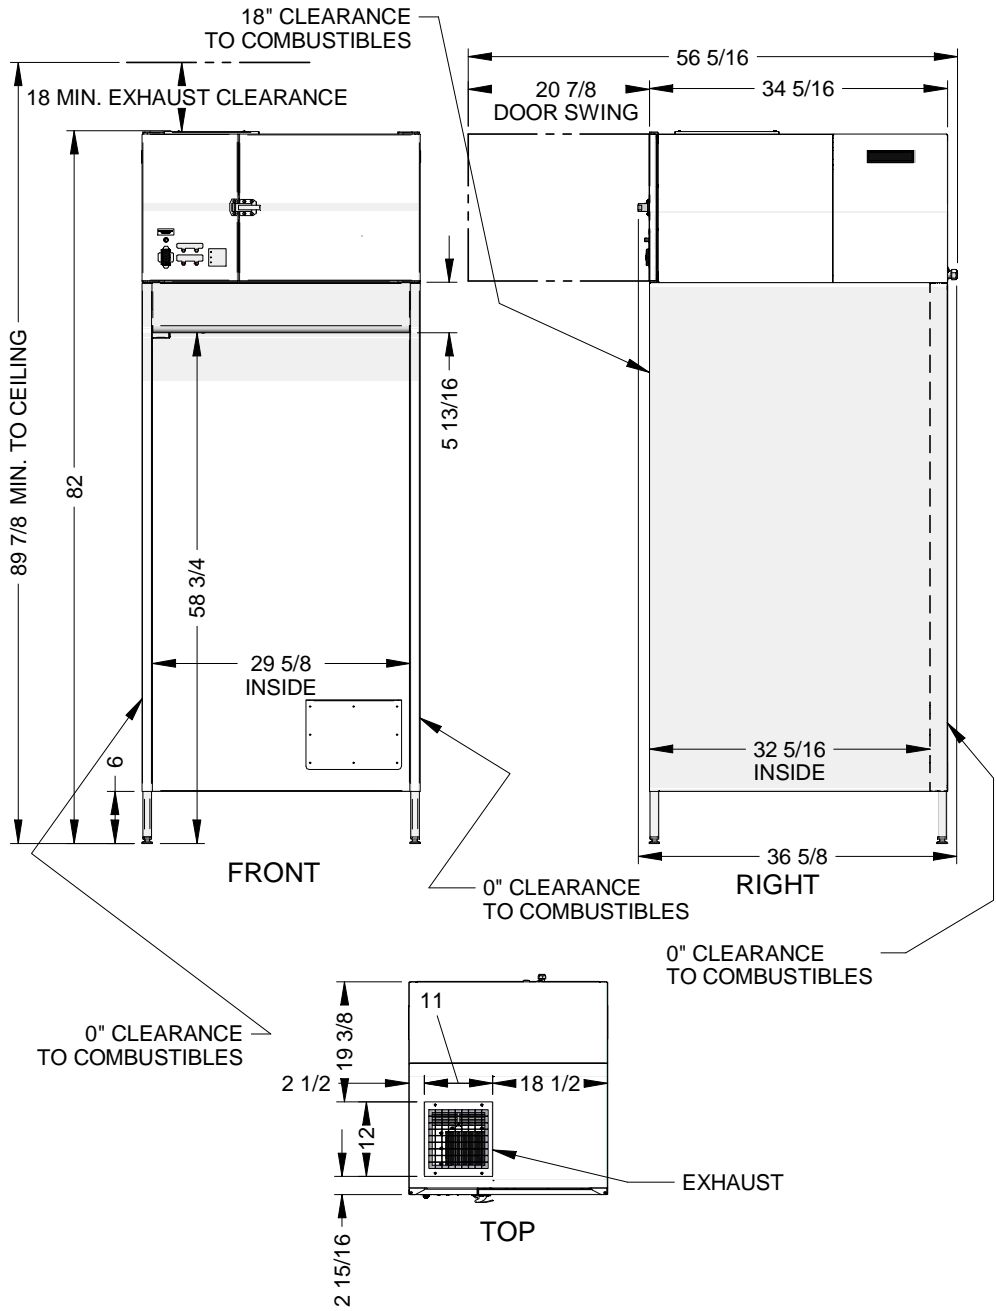 18" CLEARANCE
TO COMBUSTIBLES
56 5/16
18 MIN. EXHAUST CLEARANCE
20 7/8
DOOR SWING
34 5/16
89 7/8  MIN. TO CEILING
82
5 13/16
58 3/4
29 5/8
INSIDE
6
32 5/16
INSIDE
36 5/8
FRONT
RIGHT
0" CLEARANCE
TO COMBUSTIBLES
0" CLEARANCE
TO COMBUSTIBLES
0" CLEARANCE
TO COMBUSTIBLES
11
19 3/8
2 1/2
18 1/2
12
EXHAUST
2 15/16
TOP